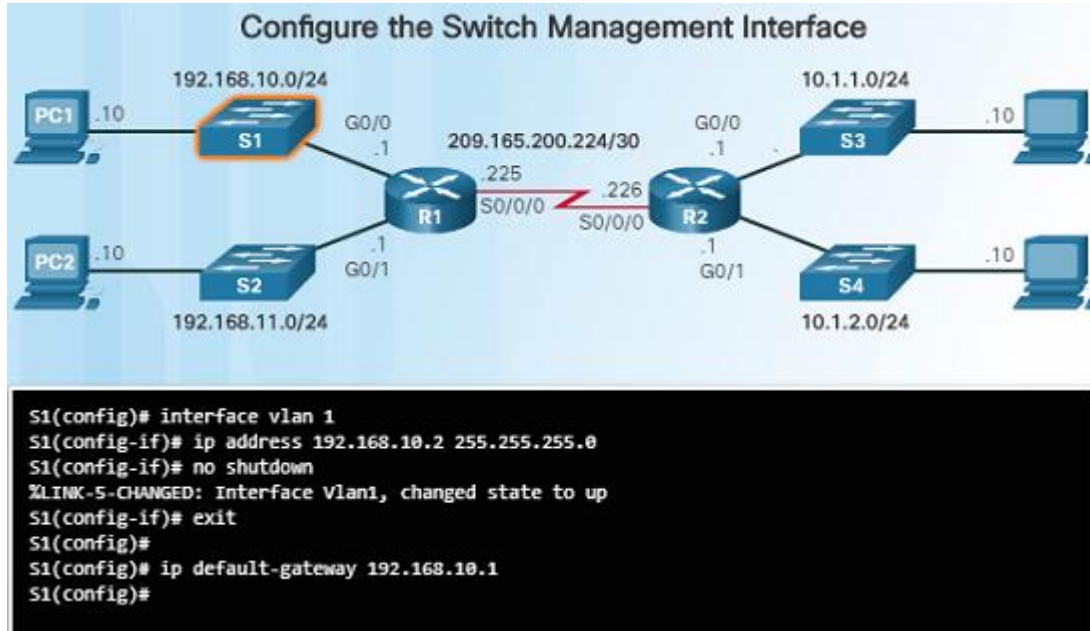 Configure the Switch Management Interface
192.168.10.0/24
10.1.1.0/24
PC1
.10
S1
G0/0
.1
209.165.200.224/30
G0/0
.1
S3
.10
.225
.226
R1
S0/0/0
S0/0/0
R2
PC2
.10
S2
.1
G0/1
.1
G0/1
S4
.10
192.168.11.0/24
10.1.2.0/24
S1(config)# interface vlan 1
S1(config-if)# ip address 192.168.10.2 255.255.255.0
S1(config-if)# no shutdown
%LINK-5-CHANGED: Interface Vlan1, changed state to up
S1(config-if)# exit
S1(config)#
S1(config)# ip default-gateway 192.168.10.1
S1(config)#